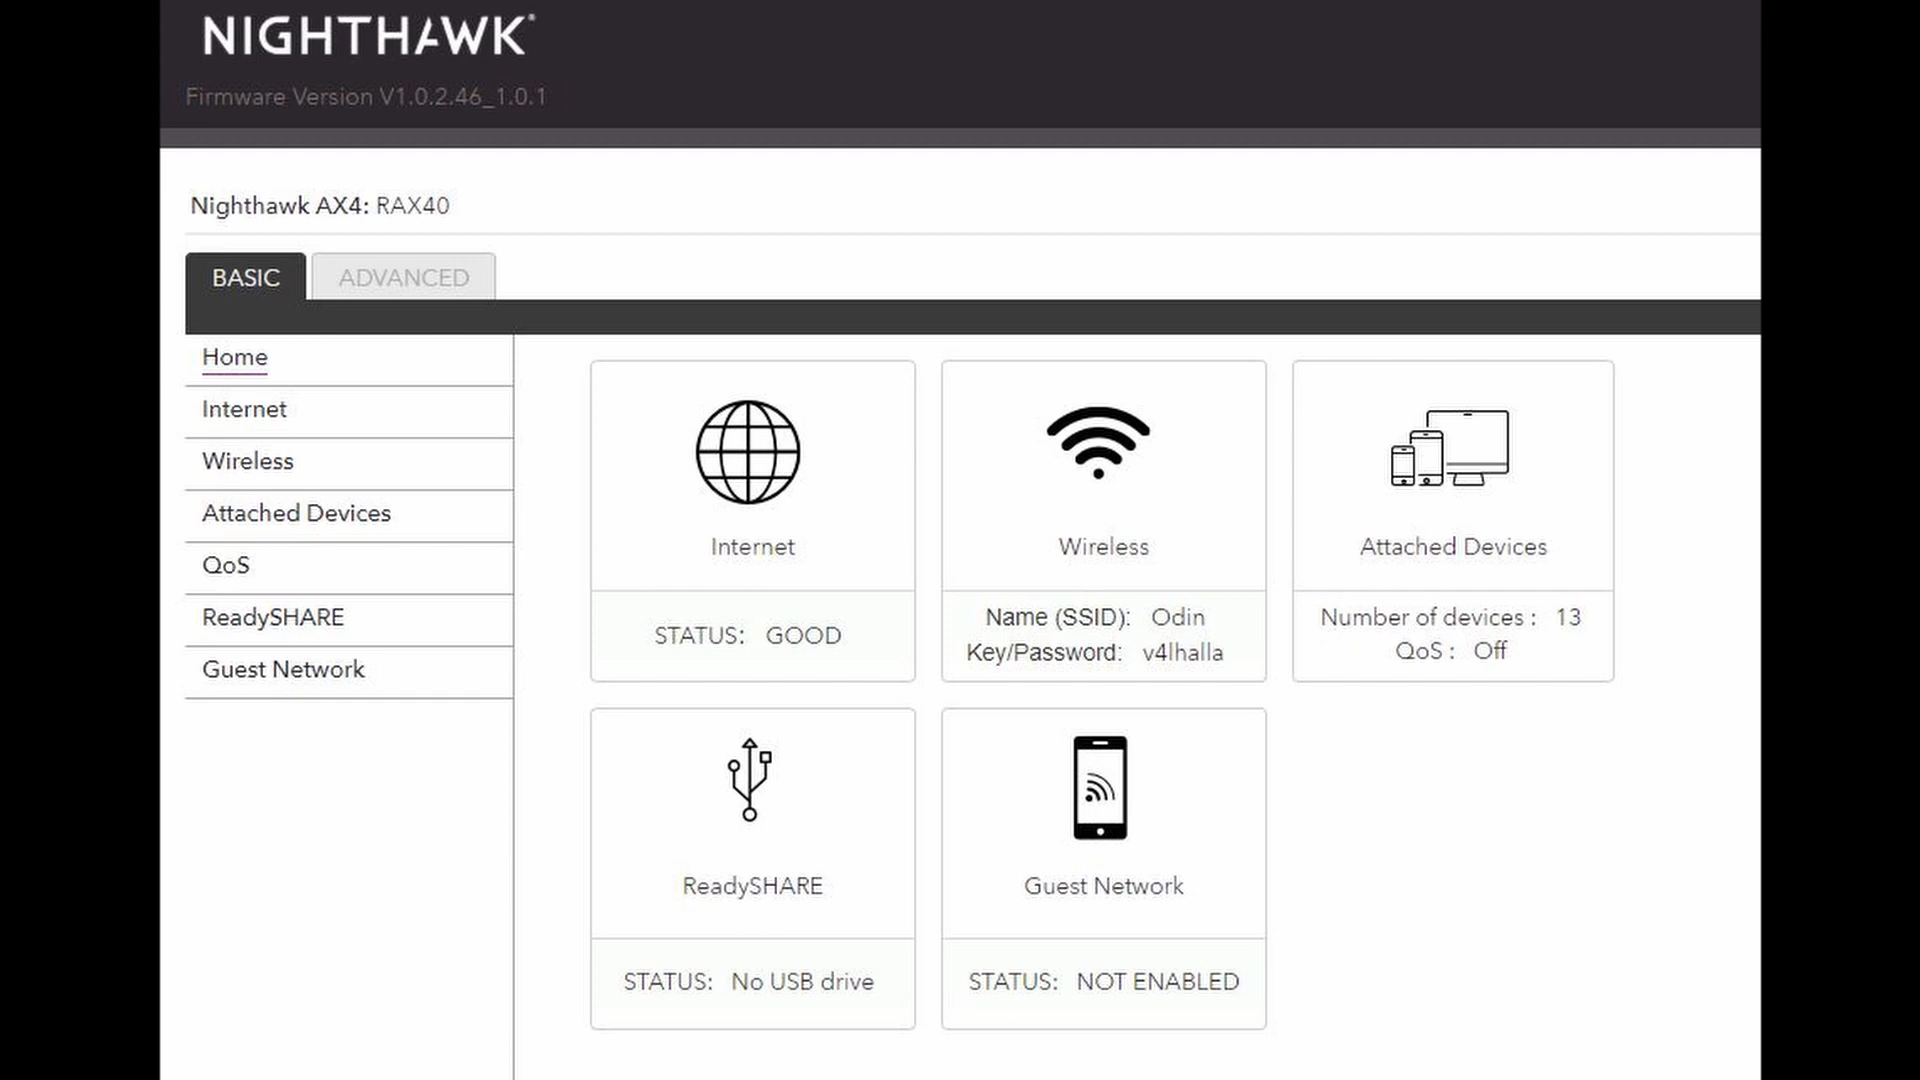 NIGHTHAWK®
Firmware Version V1.0.2.46_1.0.1
Nighthawk AX4: RAX40
BASIC
ADVANCED
Home
Internet
Wireless
Attached Devices
QoS
ReadySHARE
Guest Network
Internet
STATUS: GOOD
Wireless
Name (SSID): Odin
Key/Password: v4lhalla
Attached Devices
Number of devices : 13
QoS : Off
ReadySHARE
STATUS: No USB drive
Guest Network
STATUS: NOT ENABLED